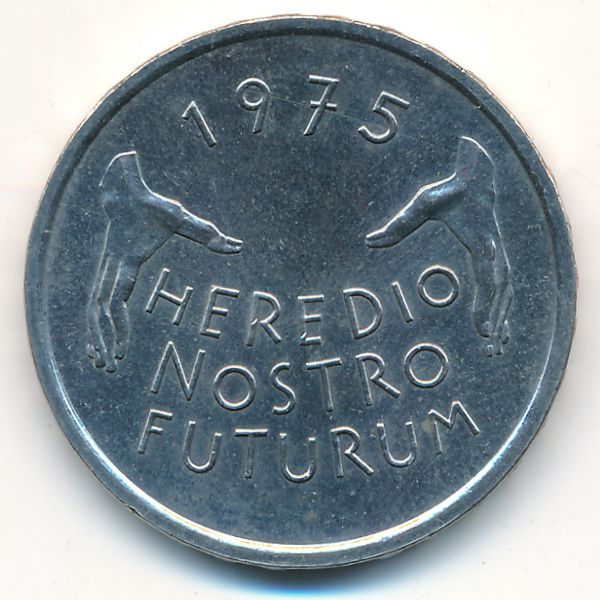 1975
HEREDIO
NOSTRO
FUTURUM